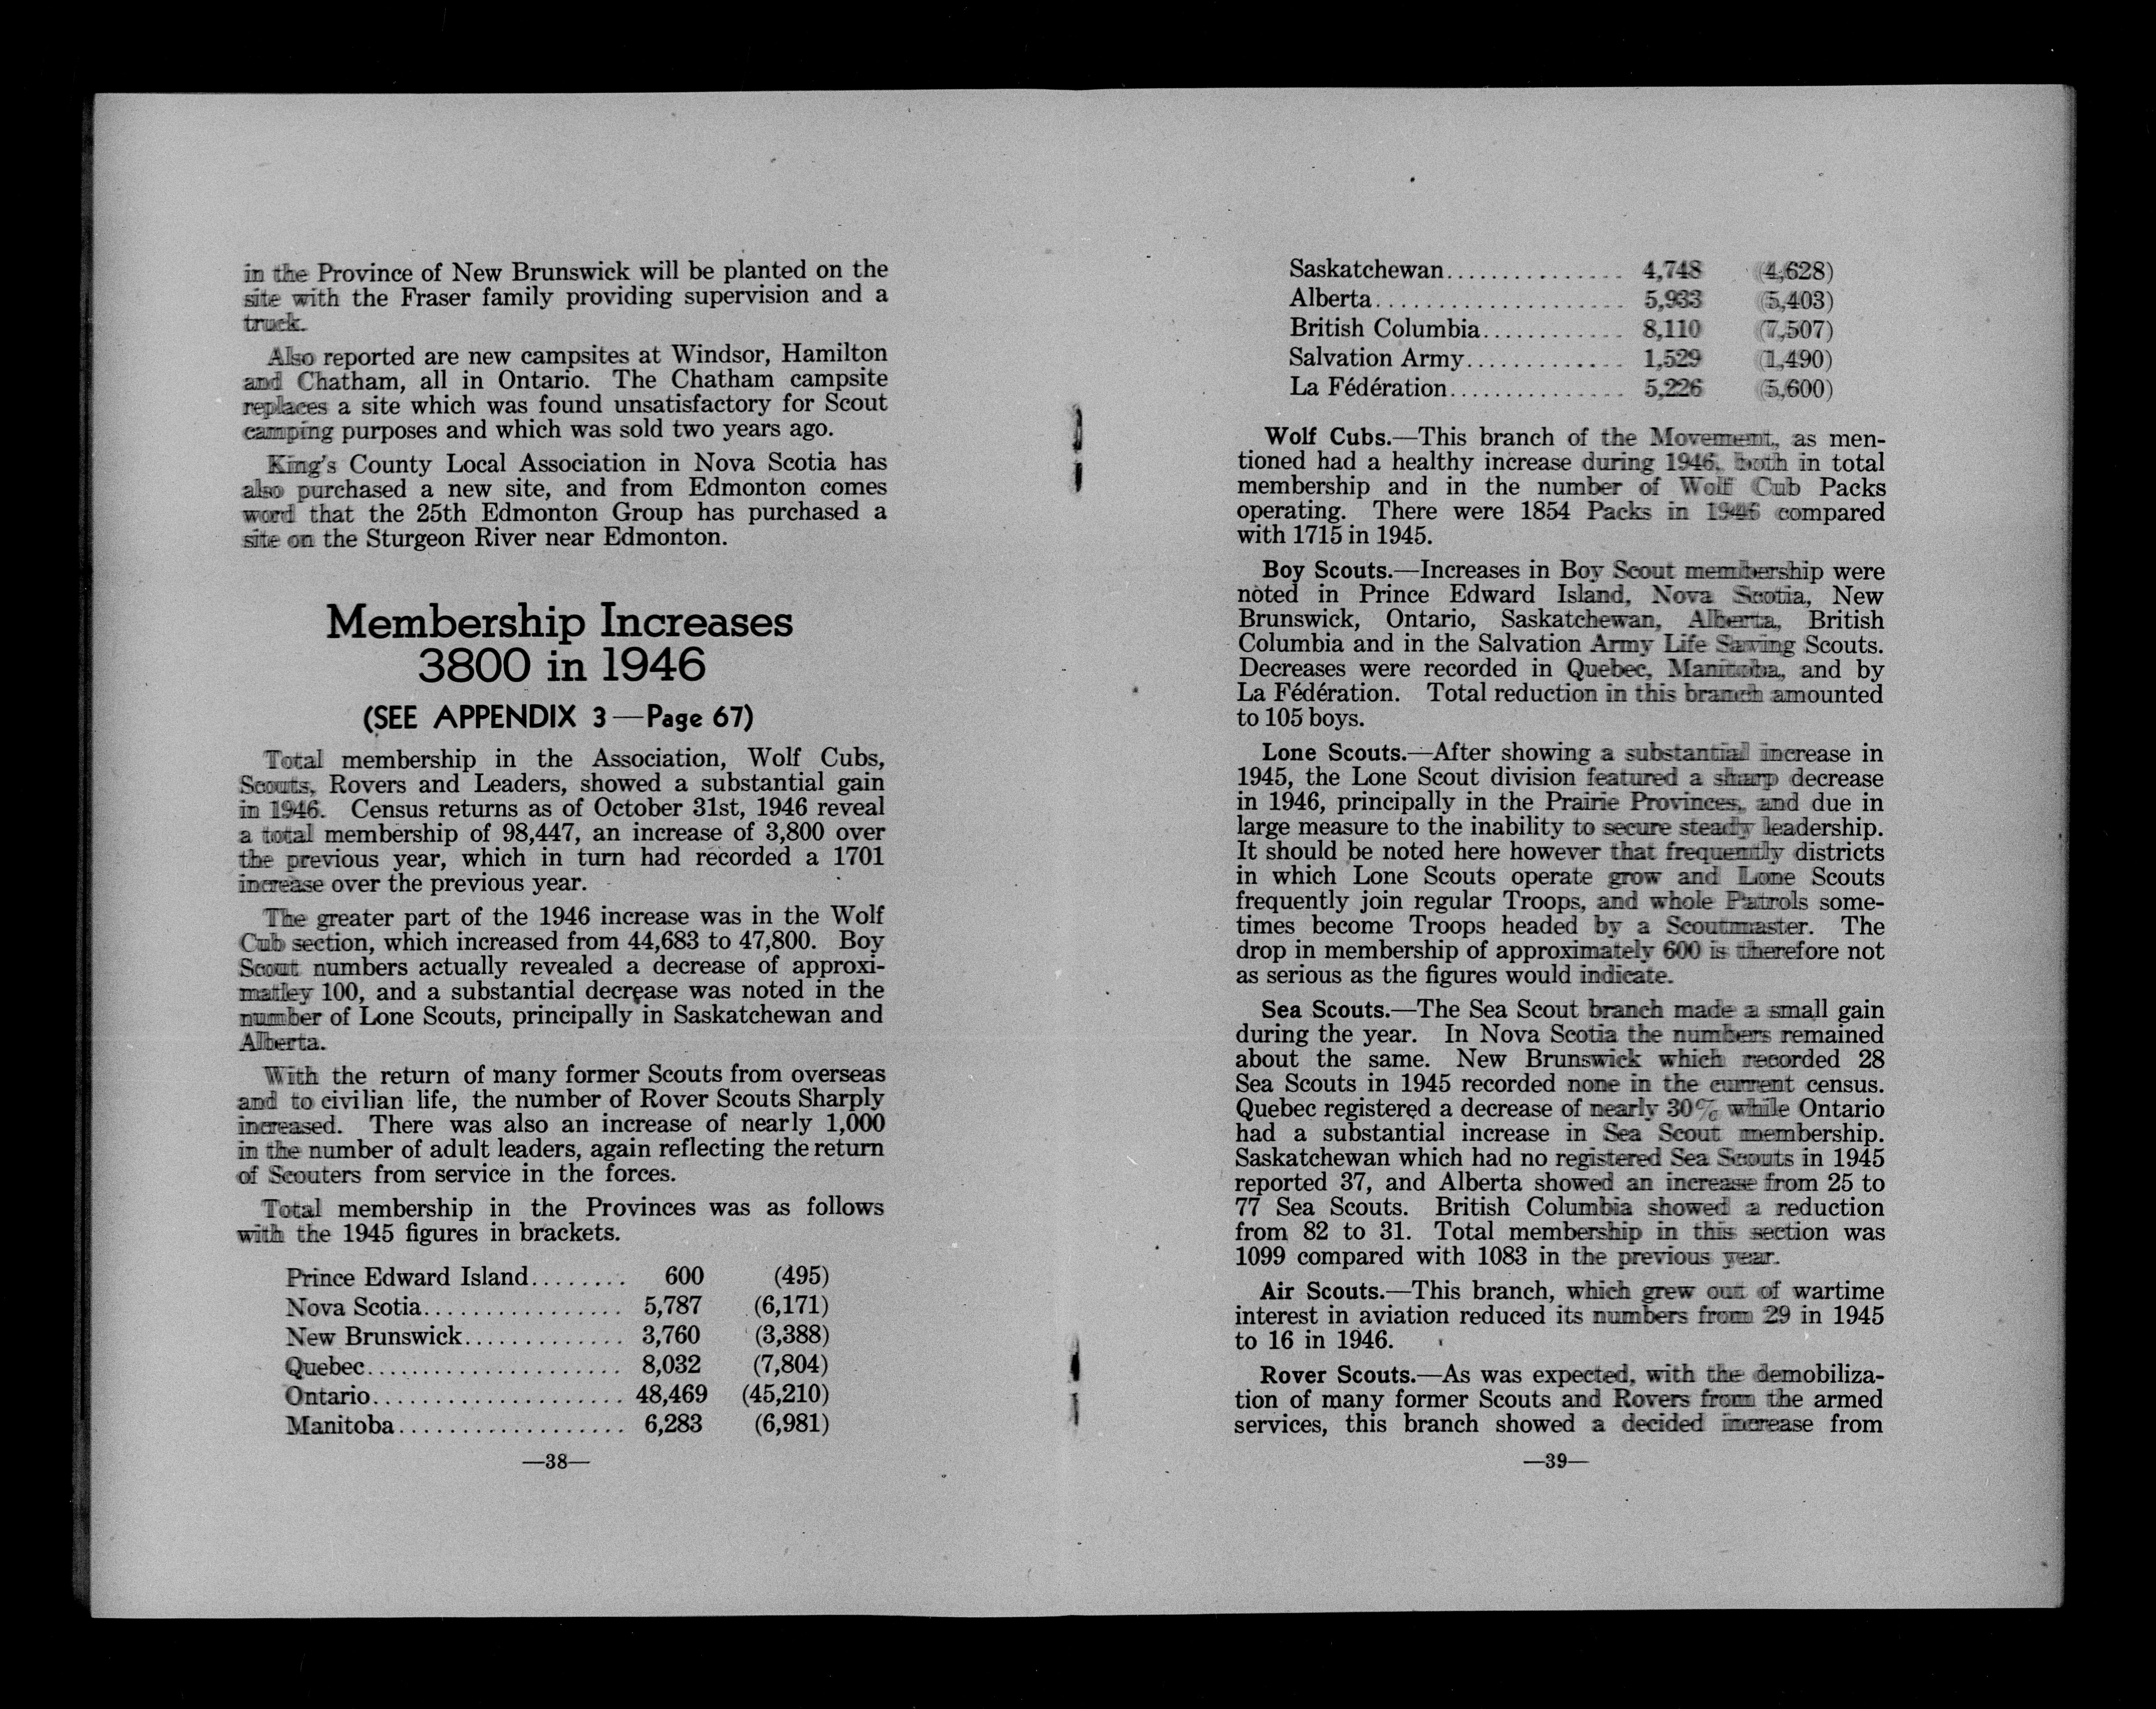 in the Province of New Brunswick will be planted on the
site with the Fraser family providing supervision and a
truck.
Also reported are new campsites at Windsor, Hamilton
and Chatham, all in Ontario. The Chatham campsite
replaces a site which was found unsatisfactory for Scout
camping purposes and which was sold two years ago.
King's County Local Association in Nova Scotia has
also purchased a new site, and from Edmonton comes
word that the 25th Edmonton Group has purchased a
site on the Sturgeon River near Edmonton.
Membership Increases
3800 in 1946
(SEE APPENDIX 3—Page 67)
Total membership in the Association, Wolf Cubs,
Scouts, Rovers and Leaders, showed a substantial gain
in 1946. Census returns as of October 31st, 1946 reveal
a total membership of 98,447, an increase of 3,800 over
the previous year, which in turn had recorded a 1701
increase over the previous year.
The greater part of the 1946 increase was in the Wolf
Cub section, which increased from 44,683 to 47,800. Boy
Scout numbers actually revealed a decrease of approxi-
matley 100, and a substantial decrease was noted in the
number of Lone Scouts, principally in Saskatchewan and
Alberta.
With the return of many former Scouts from overseas
and to civilian life, the number of Rover Scouts Sharply
increased. There was also an increase of nearly 1,000
in the number of adult leaders, again reflecting the return
of Scouters from service in the forces.
Total membership in the Provinces was as follows
with the 1945 figures in brackets.
Prince Edward Island........ 600 (495)
Nova Scotia................ 5,787 (6,171)
New Brunswick............. 3,760 (3,388)
Quebec..................... 8,032 (7,804)
Ontario.................... 48,469 (45,210)
Manitoba.................. 6,283 (6,981)
—38—
Saskatchewan............... 4,748 (4,628)
Alberta.................... 5,933 (5,403)
British Columbia............ 8,110 (7,507)
Salvation Army............. 1,529 (1,490)
La Fédération............... 5,226 (5,600)
Wolf Cubs.—This branch of the Movement, as men-
tioned had a healthy increase during 1946, both in total
membership and in the number of Wolf Cub Packs
operating. There were 1854 Packs in 1946 compared
with 1715 in 1945.
Boy Scouts.—Increases in Boy Scout membership were
noted in Prince Edward Island, Nova Scotia, New
Brunswick, Ontario, Saskatchewan, Alberta, British
Columbia and in the Salvation Army Life Saving Scouts.
Decreases were recorded in Quebec, Manitoba, and by
La Fédération. Total reduction in this branch amounted
to 105 boys.
Lone Scouts.—After showing a substantial increase in
1945, the Lone Scout division featured a sharp decrease
in 1946, principally in the Prairie Provinces, and due in
large measure to the inability to secure steady leadership.
It should be noted here however that frequently districts
in which Lone Scouts operate grow and Lone Scouts
frequently join regular Troops, and whole Patrols some-
times become Troops headed by a Scoutmaster. The
drop in membership of approximately 600 is therefore not
as serious as the figures would indicate.
Sea Scouts.—The Sea Scout branch made a small gain
during the year. In Nova Scotia the numbers remained
about the same. New Brunswick which recorded 28
Sea Scouts in 1945 recorded none in the current census.
Quebec registered a decrease of nearly 30% while Ontario
had a substantial increase in Sea Scout membership.
Saskatchewan which had no registered Sea Scouts in 1945
reported 37, and Alberta showed an increase from 25 to
77 Sea Scouts. British Columbia showed a reduction
from 82 to 31. Total membership in this section was
1099 compared with 1083 in the previous year.
Air Scouts.—This branch, which grew out of wartime
interest in aviation reduced its numbers from 29 in 1945
to 16 in 1946.
Rover Scouts.—As was expected, with the demobiliza-
tion of many former Scouts and Rovers from the armed
services, this branch showed a decided increase from
—39—